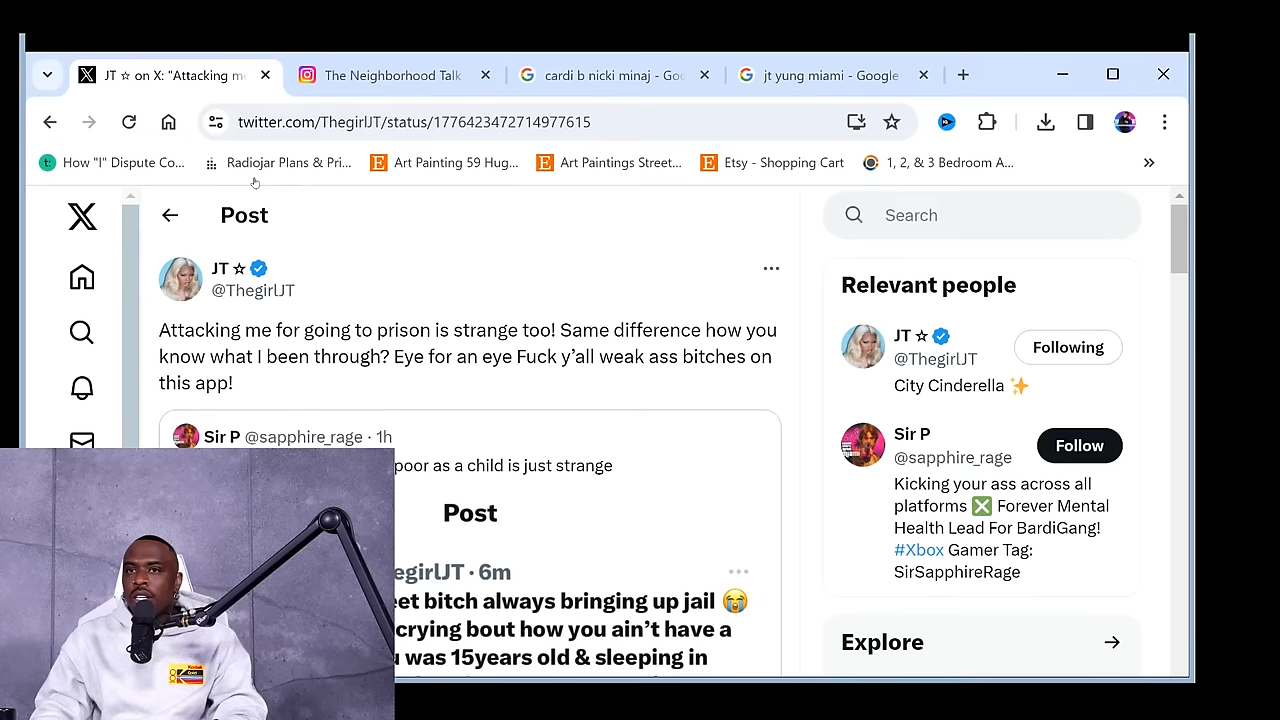 JT ☆ on X: "Attacking me
The Neighborhood Talk
cardi b nicki minaj - Goo
jt yung miami - Google
twitter.com/ThegirlJT/status/1776423472714977615
How "I" Dispute Co...
Radiojar Plans & Pri...
Art Painting 59 Hug...
Art Paintings Street...
Etsy - Shopping Cart
1, 2, & 3 Bedroom A...
Post
JT ☆
@ThegirlJT
Attacking me for going to prison is strange too! Same difference how you
know what I been through? Eye for an eye Fuck y'all weak ass bitches on
this app!
Sir P @sapphire_rage · 1h
poor as a child is just strange
Post
egirlJT · 6m
eet bitch always bringing up jail 😭
crying bout how you ain't have a
was 15years old & sleeping in
Search
Relevant people
JT ☆
@ThegirlJT
Following
City Cinderella ✨
Sir P
@sapphire_rage
Follow
Kicking your ass across all
platforms ❎ Forever Mental
Health Lead For BardiGang!
#Xbox Gamer Tag:
SirSapphireRage
Explore
Kodak